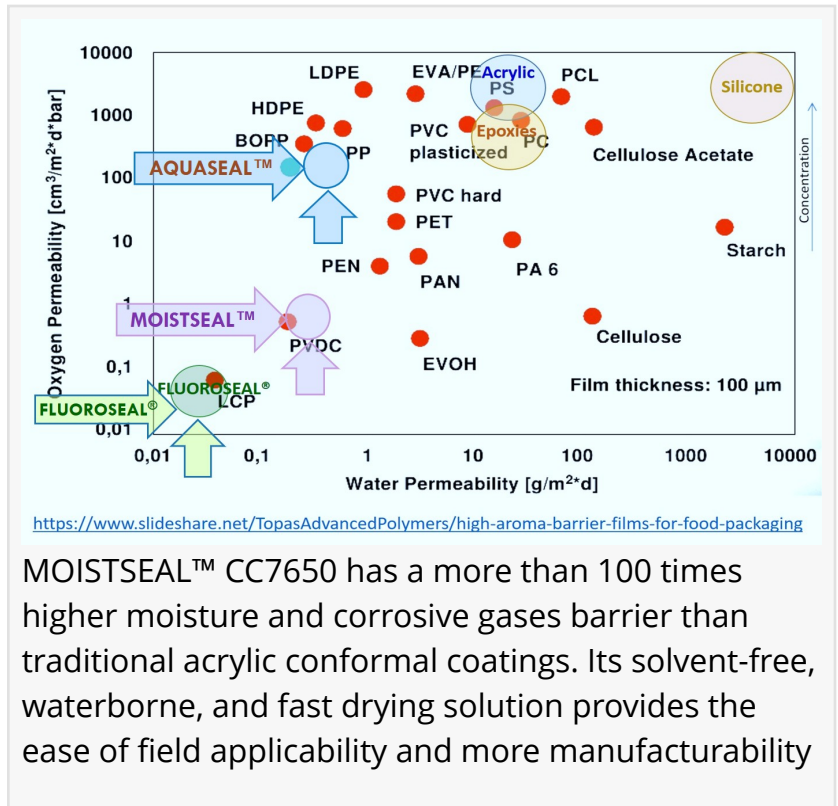 10000
LDPE
EVA/PE
Acrylic
PS
PCL
Silicone
1000
HDPE
BOPP
PP
PVC
plasticized
Epoxies
PC
Cellulose Acetate
AQUASEAL™
100
PVC hard
PET
10
PEN
PAN
PA 6
Starch
1
MOISTSEAL™
PVDC
EVOH
Cellulose
0,1
FLUOROSEAL®
LCP
Film thickness: 100 µm
FLUOROSEAL®
0,01
0,01
0,1
1
10
100
1000
10000
Water Permeability [g/m²*d]
Oxygen Permeability [cm³/m²*d*bar]
Concentration
https://www.slideshare.net/TopasAdvancedPolymers/high-aroma-barrier-films-for-food-packaging
MOISTSEAL™ CC7650 has a more than 100 times
higher moisture and corrosive gases barrier than
traditional acrylic conformal coatings. Its solvent-free,
waterborne, and fast drying solution provides the
ease of field applicability and more manufacturability